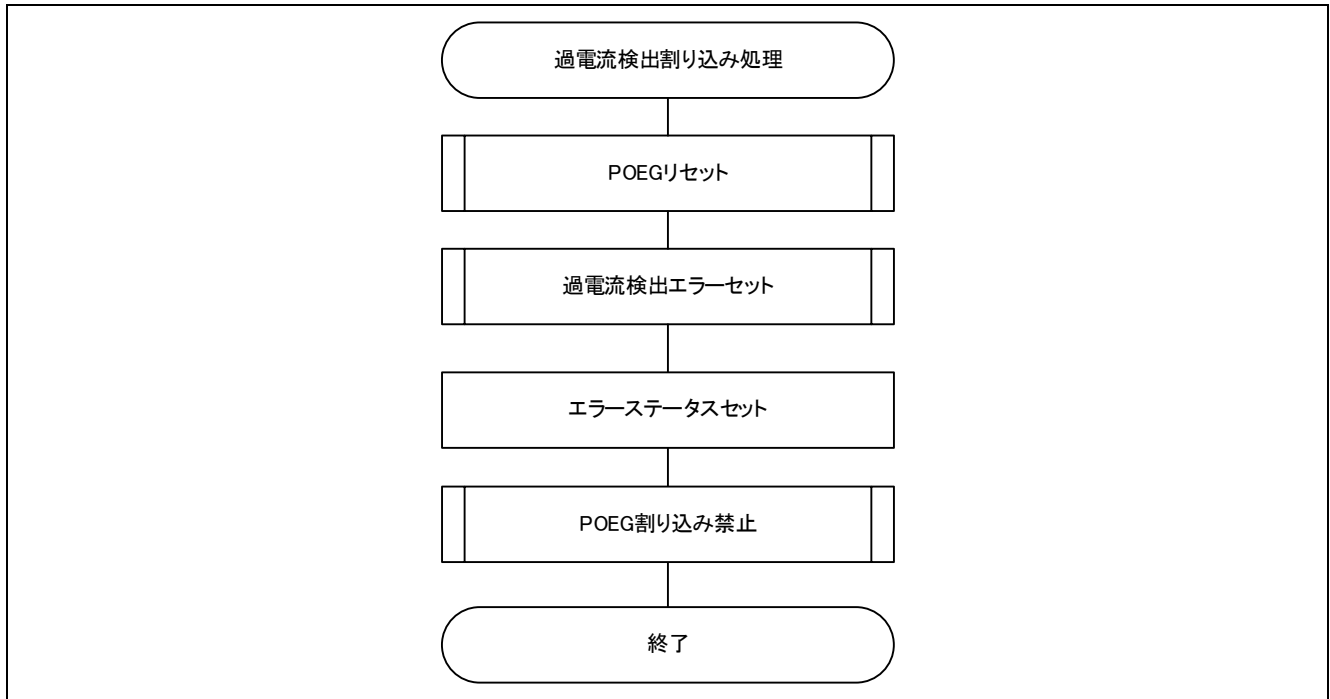 過電流検出割り込み処理
POEGリセット
過電流検出エラーセット
エラーステータスセット
POEG割り込み禁止
終了